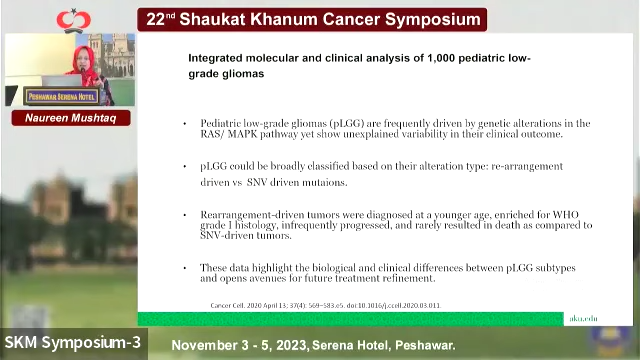 22nd Shaukat Khanum Cancer Symposium
Integrated molecular and clinical analysis of 1,000 pediatric low-
grade gliomas
PESHAWAR SERENA HOTEL
Naureen Mushtaq
• Pediatric low-grade gliomas (pLGG) are frequently driven by genetic alterations in the
RAS/ MAPK pathway yet show unexplained variability in their clinical outcome.
• pLGG could be broadly classified based on their alteration type: re-arrangement
driven vs SNV driven mutaions.
• Rearrangement-driven tumors were diagnosed at a younger age, enriched for WHO
grade I histology, infrequently progressed, and rarely resulted in death as compared to
SNV-driven tumors.
• These data highlight the biological and clinical differences between pLGG subtypes
and opens avenues for future treatment refinement.
Cancer Cell. 2020 April 13; 37(4): 569–583.e5. doi:10.1016/j.ccell.2020.03.011.
aku.edu
SKM Symposium-3
November 3 - 5, 2023, Serena Hotel, Peshawar.